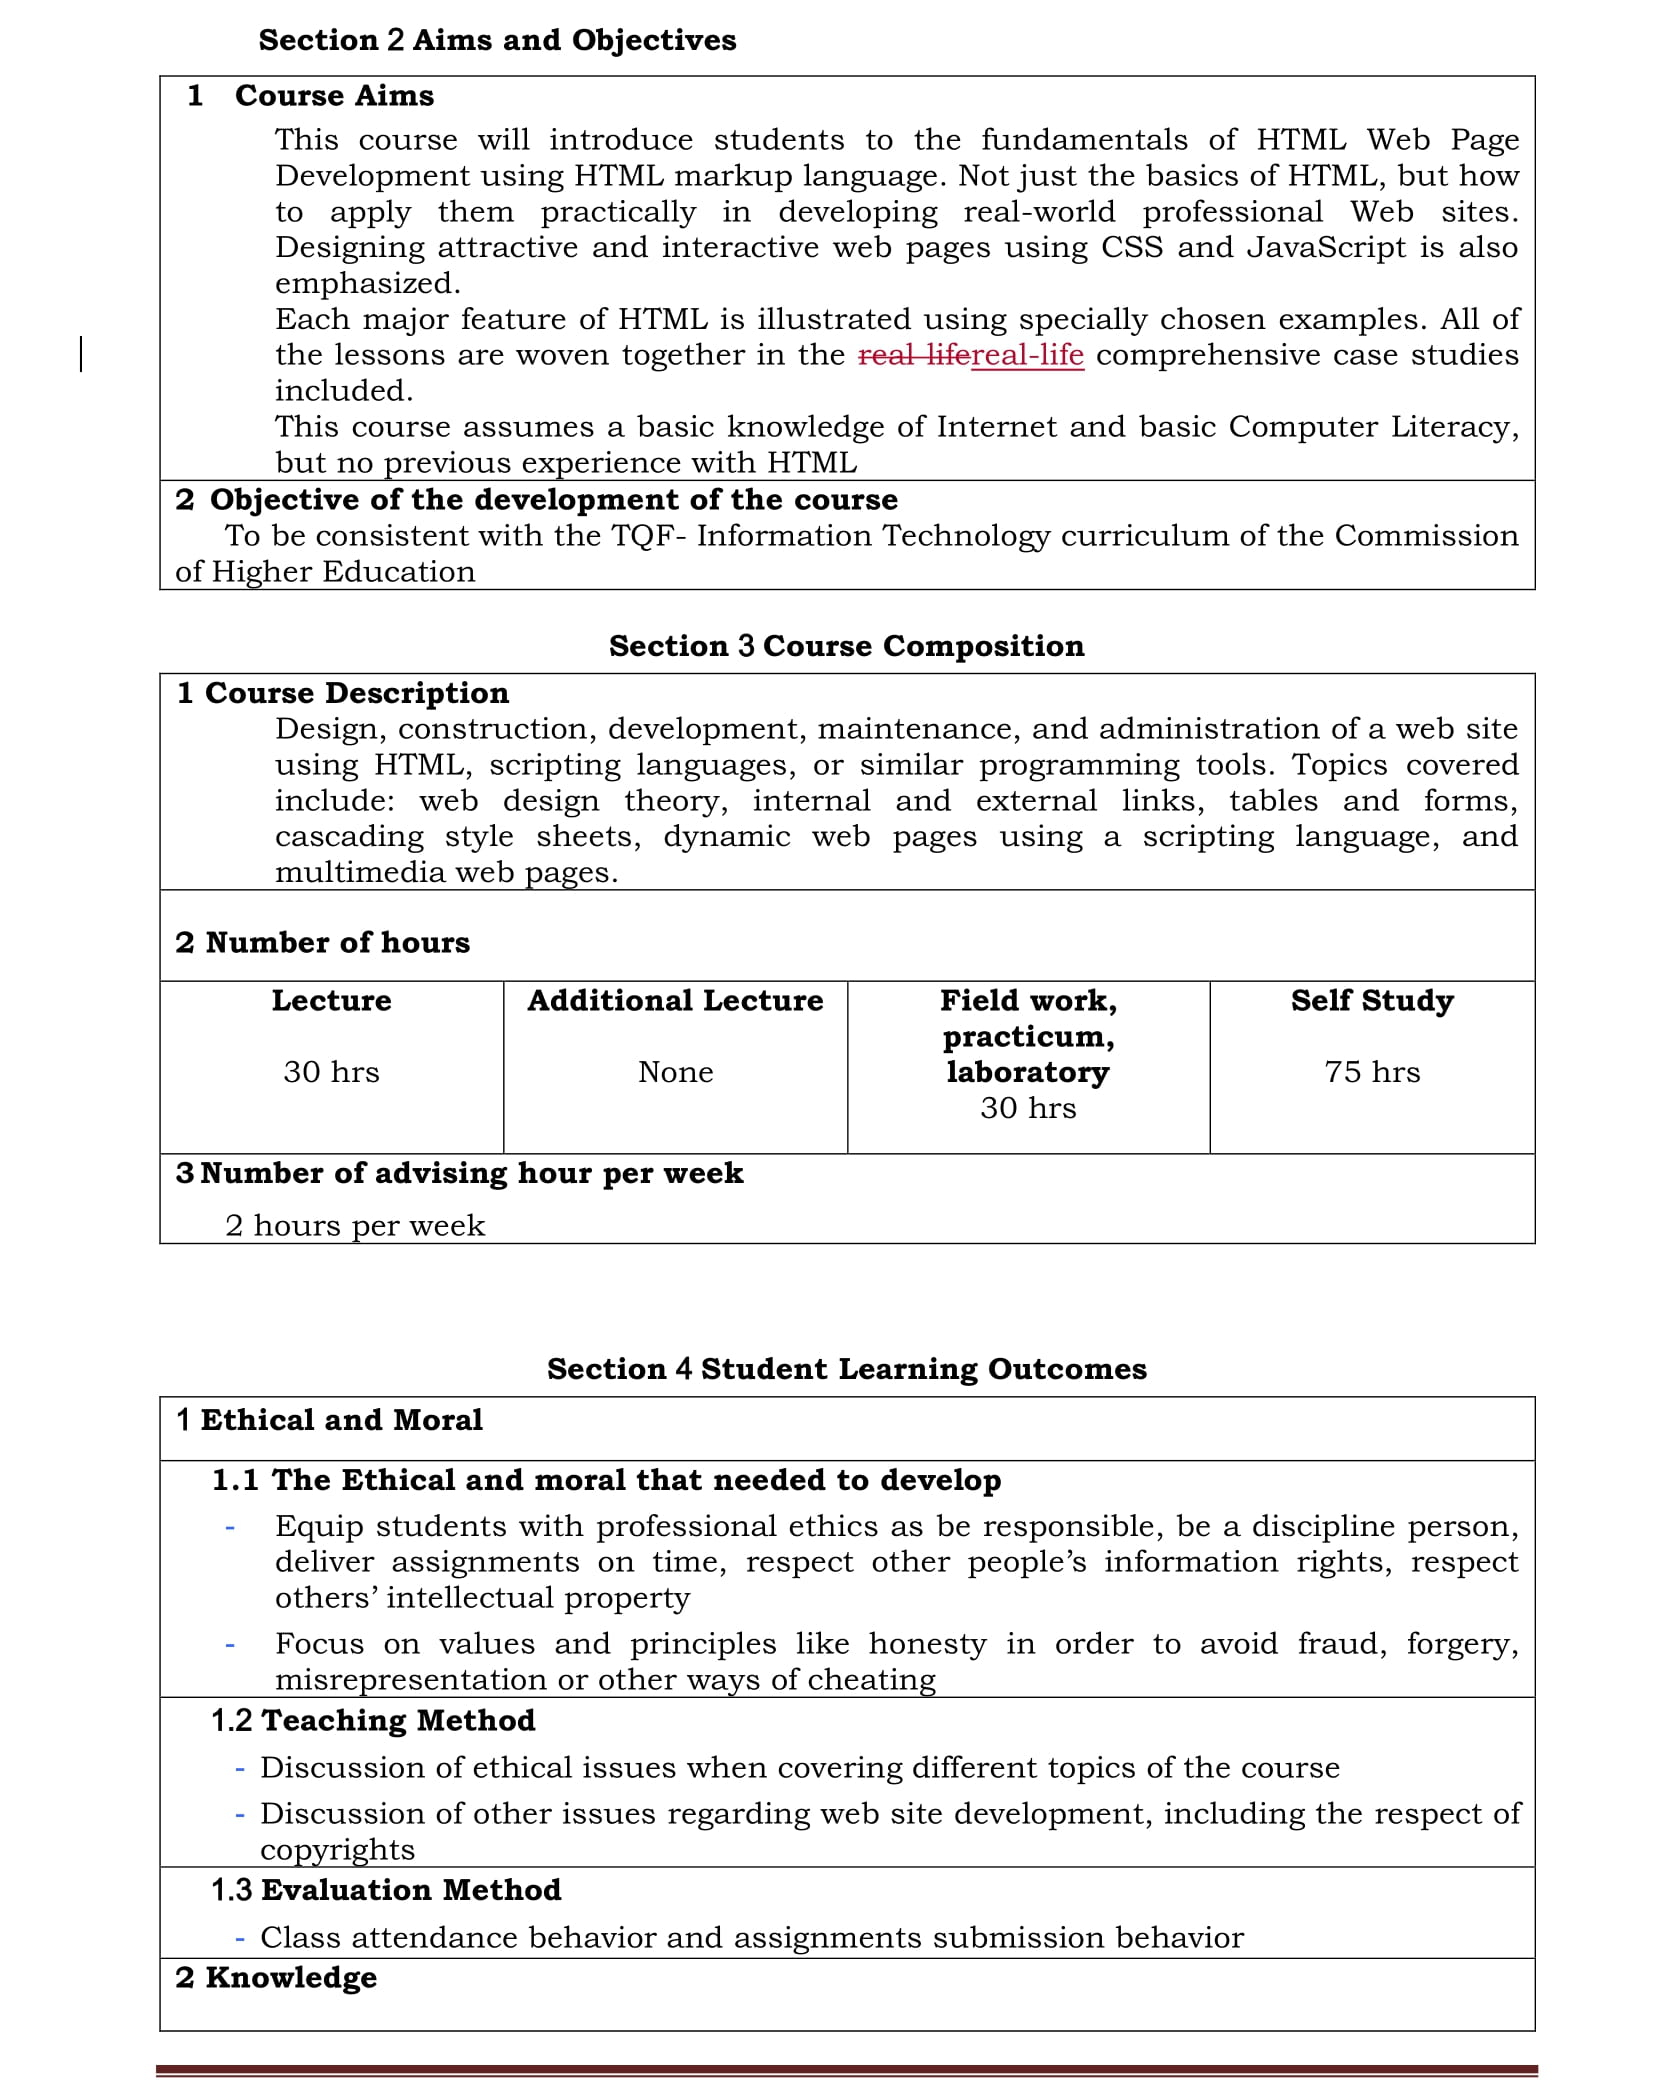 Section 2 Aims and Objectives
1 Course Aims
This course will introduce students to the fundamentals of HTML Web Page
Development using HTML markup language. Not just the basics of HTML, but how
to apply them practically in developing real-world professional Web sites.
Designing attractive and interactive web pages using CSS and JavaScript is also
emphasized.
Each major feature of HTML is illustrated using specially chosen examples. All of
the lessons are woven together in the real lifereal-life comprehensive case studies
included.
This course assumes a basic knowledge of Internet and basic Computer Literacy,
but no previous experience with HTML
2 Objective of the development of the course
To be consistent with the TQF- Information Technology curriculum of the Commission
of Higher Education
Section 3 Course Composition
1 Course Description
Design, construction, development, maintenance, and administration of a web site
using HTML, scripting languages, or similar programming tools. Topics covered
include: web design theory, internal and external links, tables and forms,
cascading style sheets, dynamic web pages using a scripting language, and
multimedia web pages.
2 Number of hours
Lecture
30 hrs
Additional Lecture
None
Field work,
practicum,
laboratory
30 hrs
Self Study
75 hrs
3 Number of advising hour per week
2 hours per week
Section 4 Student Learning Outcomes
1 Ethical and Moral
1.1 The Ethical and moral that needed to develop
- Equip students with professional ethics as be responsible, be a discipline person,
deliver assignments on time, respect other people’s information rights, respect
others’ intellectual property
- Focus on values and principles like honesty in order to avoid fraud, forgery,
misrepresentation or other ways of cheating
1.2 Teaching Method
- Discussion of ethical issues when covering different topics of the course
- Discussion of other issues regarding web site development, including the respect of
copyrights
1.3 Evaluation Method
- Class attendance behavior and assignments submission behavior
2 Knowledge